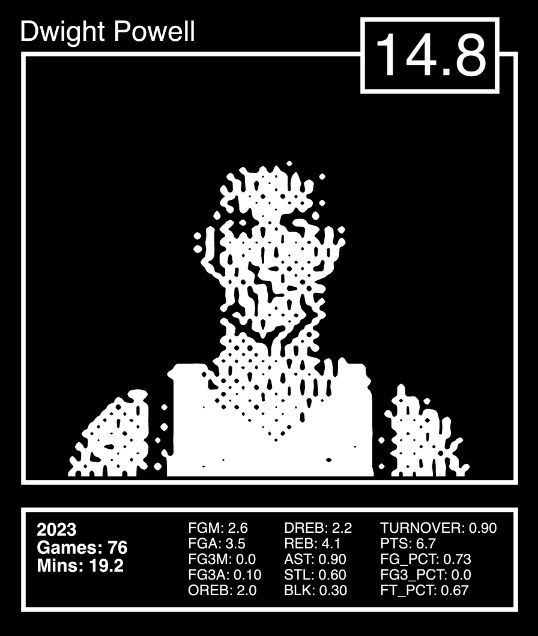 Dwight Powell
14.8
2023
Games: 76
Mins: 19.2
FGM: 2.6
FGA: 3.5
FG3M: 0.0
FG3A: 0.10
OREB: 2.0
DREB: 2.2
REB: 4.1
AST: 0.90
STL: 0.60
BLK: 0.30
TURNOVER: 0.90
PTS: 6.7
FG_PCT: 0.73
FG3_PCT: 0.0
FT_PCT: 0.67